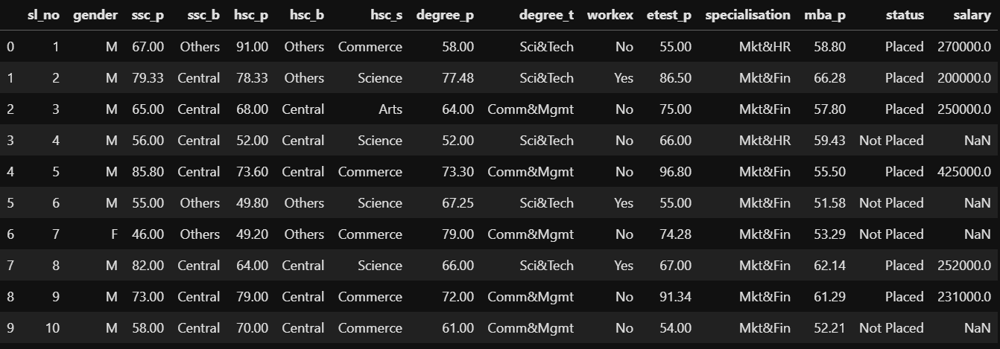 sl_no gender ssc_p ssc_b hsc_p hsc_b hsc_s degree_p degree_t workex etest_p specialisation mba_p status salary
0 1 M 67.00 Others 91.00 Others Commerce 58.00 Sci&Tech No 55.00 Mkt&HR 58.80 Placed 270000.0
1 2 M 79.33 Central 78.33 Others Science 77.48 Sci&Tech Yes 86.50 Mkt&Fin 66.28 Placed 200000.0
2 3 M 65.00 Central 68.00 Central Arts 64.00 Comm&Mgmt No 75.00 Mkt&Fin 57.80 Placed 250000.0
3 4 M 56.00 Central 52.00 Central Science 52.00 Sci&Tech No 66.00 Mkt&HR 59.43 Not Placed NaN
4 5 M 85.80 Central 73.60 Central Commerce 73.30 Comm&Mgmt No 96.80 Mkt&Fin 55.50 Placed 425000.0
5 6 M 55.00 Others 49.80 Others Science 67.25 Sci&Tech Yes 55.00 Mkt&Fin 51.58 Not Placed NaN
6 7 F 46.00 Others 49.20 Others Commerce 79.00 Comm&Mgmt No 74.28 Mkt&Fin 53.29 Not Placed NaN
7 8 M 82.00 Central 64.00 Central Science 66.00 Sci&Tech Yes 67.00 Mkt&Fin 62.14 Placed 252000.0
8 9 M 73.00 Central 79.00 Central Commerce 72.00 Comm&Mgmt No 91.34 Mkt&Fin 61.29 Placed 231000.0
9 10 M 58.00 Central 70.00 Central Commerce 61.00 Comm&Mgmt No 54.00 Mkt&Fin 52.21 Not Placed NaN